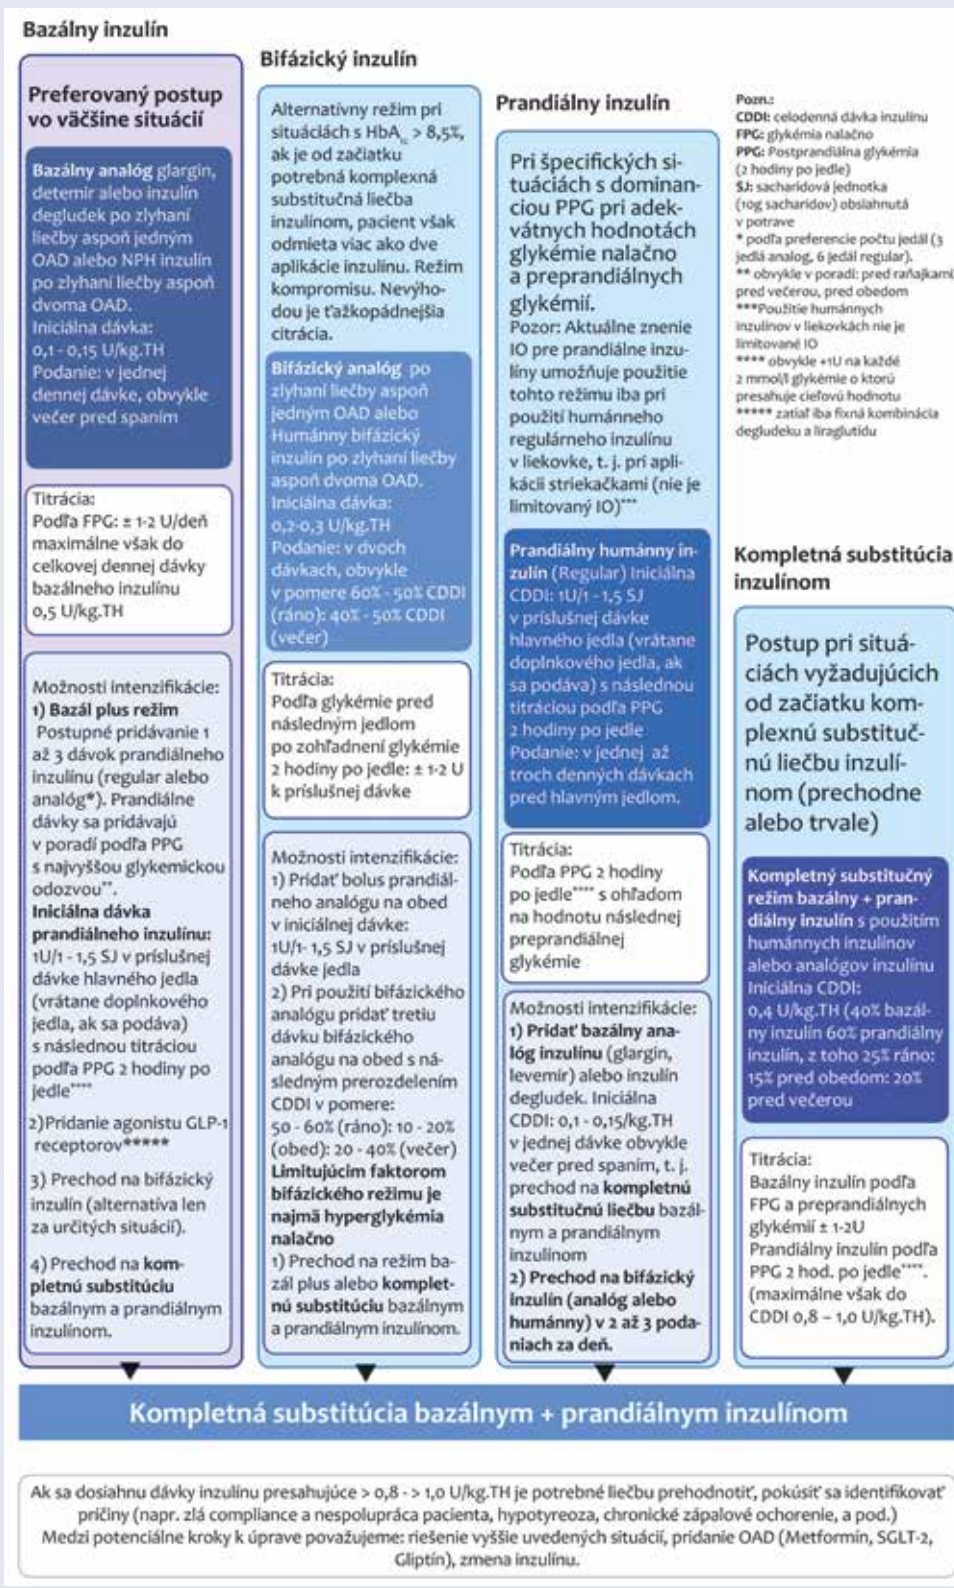 Bazálny inzulín
Preferovaný postup
vo väčšine situácií
Bazálny analóg glargin,
detemir alebo inzulín
degludek po zlyhaní
liečby aspoň jedným
OAD alebo NPH inzulín
po zlyhaní liečby aspoň
dvoma OAD.
Iniciálna dávka:
0,1 - 0,15 U/kg.TH
Podanie: v jednej
dennej dávke, obvykle
večer pred spaním
Titrácia:
Podľa FPG: ± 1-2 U/deň
maximálne však do
celkovej dennej dávky
bazálneho inzulínu
0,5 U/kg.TH
Možnosti intenzifikácie:
1) Bazál plus režim
Postupné pridávanie 1
až 3 dávok prandiálneho
inzulínu (regular alebo
analóg*). Prandiálne
dávky sa pridávajú
v poradí podľa PPG
s najvyššou glykemickou
odozvou**.
Iniciálna dávka
prandiálneho inzulínu:
1U/1 - 1,5 SJ v príslušnej
dávke hlavného jedla
(vrátane doplnkového
jedla, ak sa podáva)
s následnou titráciou
podľa PPG 2 hodiny po
jedle****
2)Pridanie agonistu GLP-1
receptorov*****
3) Prechod na bifázický
inzulín (alternatíva len
za určitých situácií).
4) Prechod na kom-
pletnú substitúciu
bazálnym a prandiálnym
inzulínom.
Bifázický inzulín
Alternatívny režim pri
situáciách s HbA1c > 8,5%,
ak je od začiatku
potrebná komplexná
substitučná liečba
inzulínom, pacient však
odmieta viac ako dve
aplikácie inzulínu. Režim
kompromisu. Nevýho-
dou je ťažkopádnejšia
citrácia.
Bifázický analóg po
zlyhaní liečby aspoň
jedným OAD alebo
Humánny bifázický
inzulín po zlyhaní liečby
aspoň dvoma OAD.
Iniciálna dávka:
0,2-0,3 U/kg.TH
Podanie: v dvoch
dávkach, obvykle
v pomere 60% - 50% CDDI
(ráno): 40% - 50% CDDI
(večer)
Titrácia:
Podľa glykémie pred
následným jedlom
po zohľadnení glykémie
2 hodiny po jedle: ± 1-2 U
k príslušnej dávke
Možnosti intenzifikácie:
1) Pridať bolus prandiál-
neho analógu na obed
v iniciálnej dávke:
1U/1- 1,5 SJ v príslušnej
dávke jedla
2) Pri použití bifázického
analógu pridať tretiu
dávku bifázického
analógu na obed s ná-
sledným prerozdelením
CDDI v pomere:
50 - 60% (ráno): 10 - 20%
(obed): 20 - 40% (večer)
Limitujúcim faktorom
bifázického režimu je
najmä hyperglykémia
nalačno
1) Prechod na režim ba-
zál plus alebo komplet-
nú substitúciu bazálnym
a prandiálnym inzulínom.
Prandiálny inzulín
Pri špecifických si-
tuáciách s dominan-
ciou PPG pri adek-
vátnych hodnotách
glykémie nalačno
a preprandiálnych
glykémií.
Pozor: Aktuálne znenie
IO pre prandiálne inzu-
líny umožňuje použitie
tohto režimu iba pri
použití humánneho
regulárneho inzulínu
v liekovke, t. j. pri apli-
kácii striekačkami (nie je
limitovaný IO)***
Prandiálny humánny in-
zulín (Regular) Iniciálna
CDDI: 1U/1 - 1,5 SJ
v príslušnej dávke
hlavného jedla (vrátane
doplnkového jedla, ak
sa podáva) s následnou
titráciou podľa PPG
2 hodiny po jedle
Podanie: v jednej až
troch denných dávkach
pred hlavným jedlom.
Titrácia:
Podľa PPG 2 hodiny
po jedle**** s ohľadom
na hodnotu následnej
preprandiálnej
glykémie
Možnosti intenzifikácie:
1) Pridať bazálny ana-
lóg inzulínu (glargin,
levemir) alebo inzulín
degludek. Iniciálna
CDDI: 0,1 - 0,15/kg.TH
v jednej dávke obvykle
večer pred spaním, t. j.
prechod na kompletnú
substitučnú liečbu bazál-
nym a prandiálnym
inzulínom
2) Prechod na bifázický
inzulín (analóg alebo
humánny) v 2 až 3 poda-
niach za deň.
Pozn.:
CDDI: celodenná dávka inzulínu
FPG: glykémia nalačno
PPG: Postprandiálna glykémia
(2 hodiny po jedle)
SJ: sacharidová jednotka
(10g sacharidov) obsiahnutá
v potrave
* podľa preferencie počtu jedál (3
jedlá analog, 6 jedál regular).
** obvykle v poradí: pred raňajkami,
pred večerou, pred obedom
***Použitie humánnych
inzulínov v liekovkách nie je
limitované IO
**** obvykle +1U na každé
2 mmol/l glykémie o ktorú
presahuje cieľovú hodnotu
***** zatiaľ iba fixná kombinácia
degludeku a liraglutidu
Kompletná substitúcia
inzulínom
Postup pri situá-
ciách vyžadujúcich
od začiatku kom-
plexnú substituč-
nú liečbu inzulí-
nom (prechodne
alebo trvale)
Kompletný substitučný
režim bazálny + pran-
diálny inzulín s použitím
humánnych inzulínov
alebo analógov inzulínu
Iniciálna CDDI:
0,4 U/kg.TH (40% bazál-
ny inzulín 60% prandiálny
inzulín, z toho 25% ráno:
15% pred obedom: 20%
pred večerou
Titrácia:
Bazálny inzulín podľa
FPG a preprandiálnych
glykémií ± 1-2U
Prandiálny inzulín podľa
PPG 2 hod. po jedle****.
(maximálne však do
CDDI 0,8 – 1,0 U/kg.TH).
Kompletná substitúcia bazálnym + prandiálnym inzulínom
Ak sa dosiahnu dávky inzulínu presahujúce > 0,8 - > 1,0 U/kg.TH je potrebné liečbu prehodnotiť, pokúsiť sa identifikovať
príčiny (napr. zlá compliance a nespolupráca pacienta, hypotyreoza, chronické zápalové ochorenie, a pod.)
Medzi potenciálne kroky k úprave považujeme: riešenie vyššie uvedených situácií, pridanie OAD (Metformín, SGLT-2,
Gliptín), zmena inzulínu.